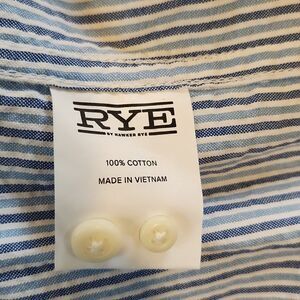 RYE
BY HAWKER RYE
100% COTTON
MADE IN VIETNAM